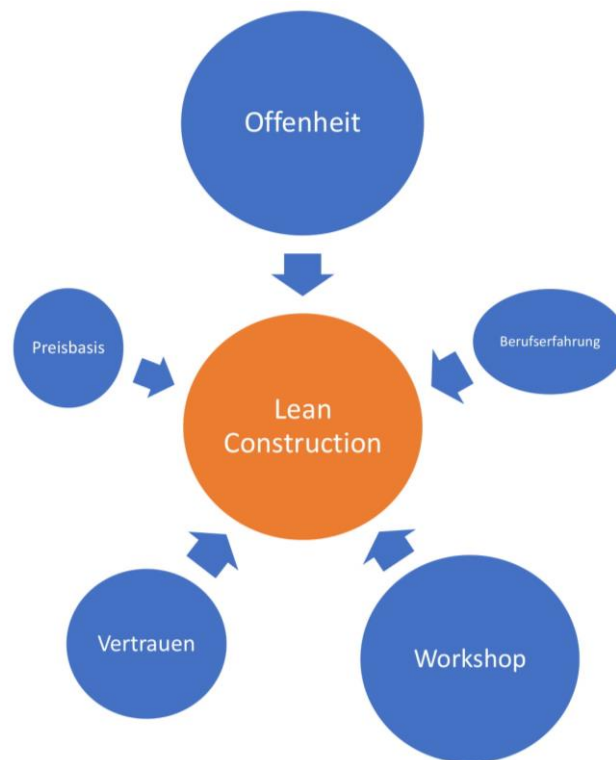 Offenheit
Preisbasis
Berufserfahrung
Lean
Construction
Vertrauen
Workshop